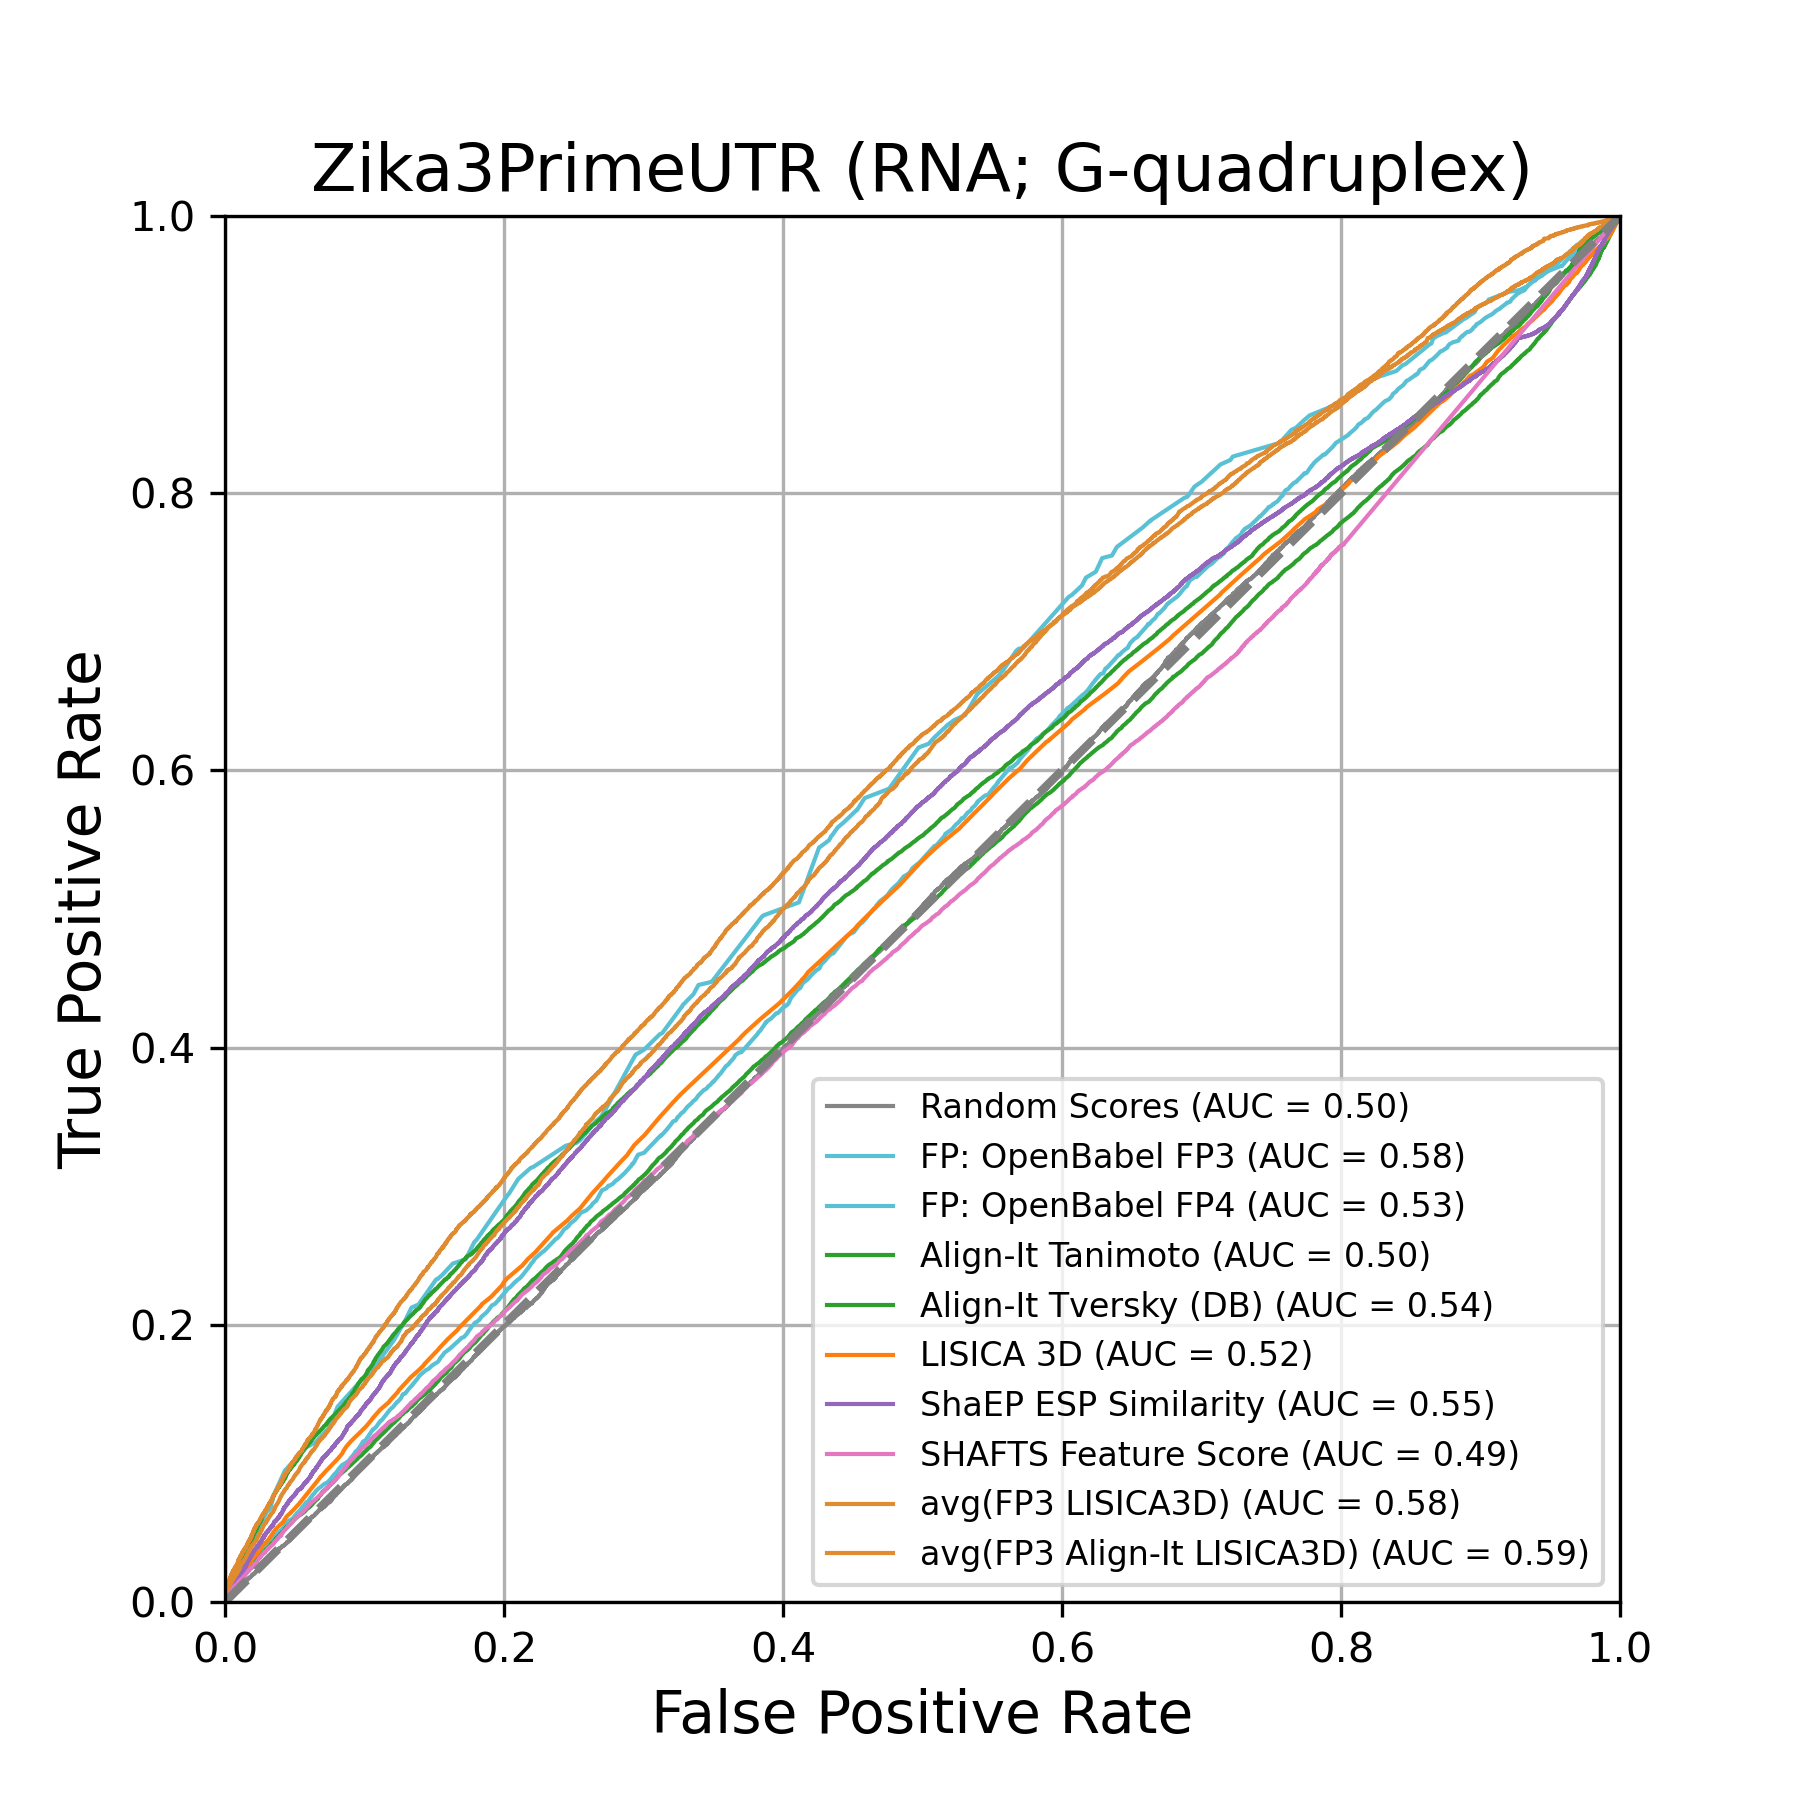 Zika3PrimeUTR (RNA; G-quadruplex)
1.0
0.8
0.6
0.4
0.2
0.0
True Positive Rate
Random Scores (AUC = 0.50)
FP: OpenBabel FP3 (AUC = 0.58)
FP: OpenBabel FP4 (AUC = 0.53)
Align-It Tanimoto (AUC = 0.50)
Align-It Tversky (DB) (AUC = 0.54)
LISICA 3D (AUC = 0.52)
ShaEP ESP Similarity (AUC = 0.55)
SHAFTS Feature Score (AUC = 0.49)
avg(FP3 LISICA3D) (AUC = 0.58)
avg(FP3 Align-It LISICA3D) (AUC = 0.59)
0.0 0.2 0.4 0.6 0.8 1.0
False Positive Rate